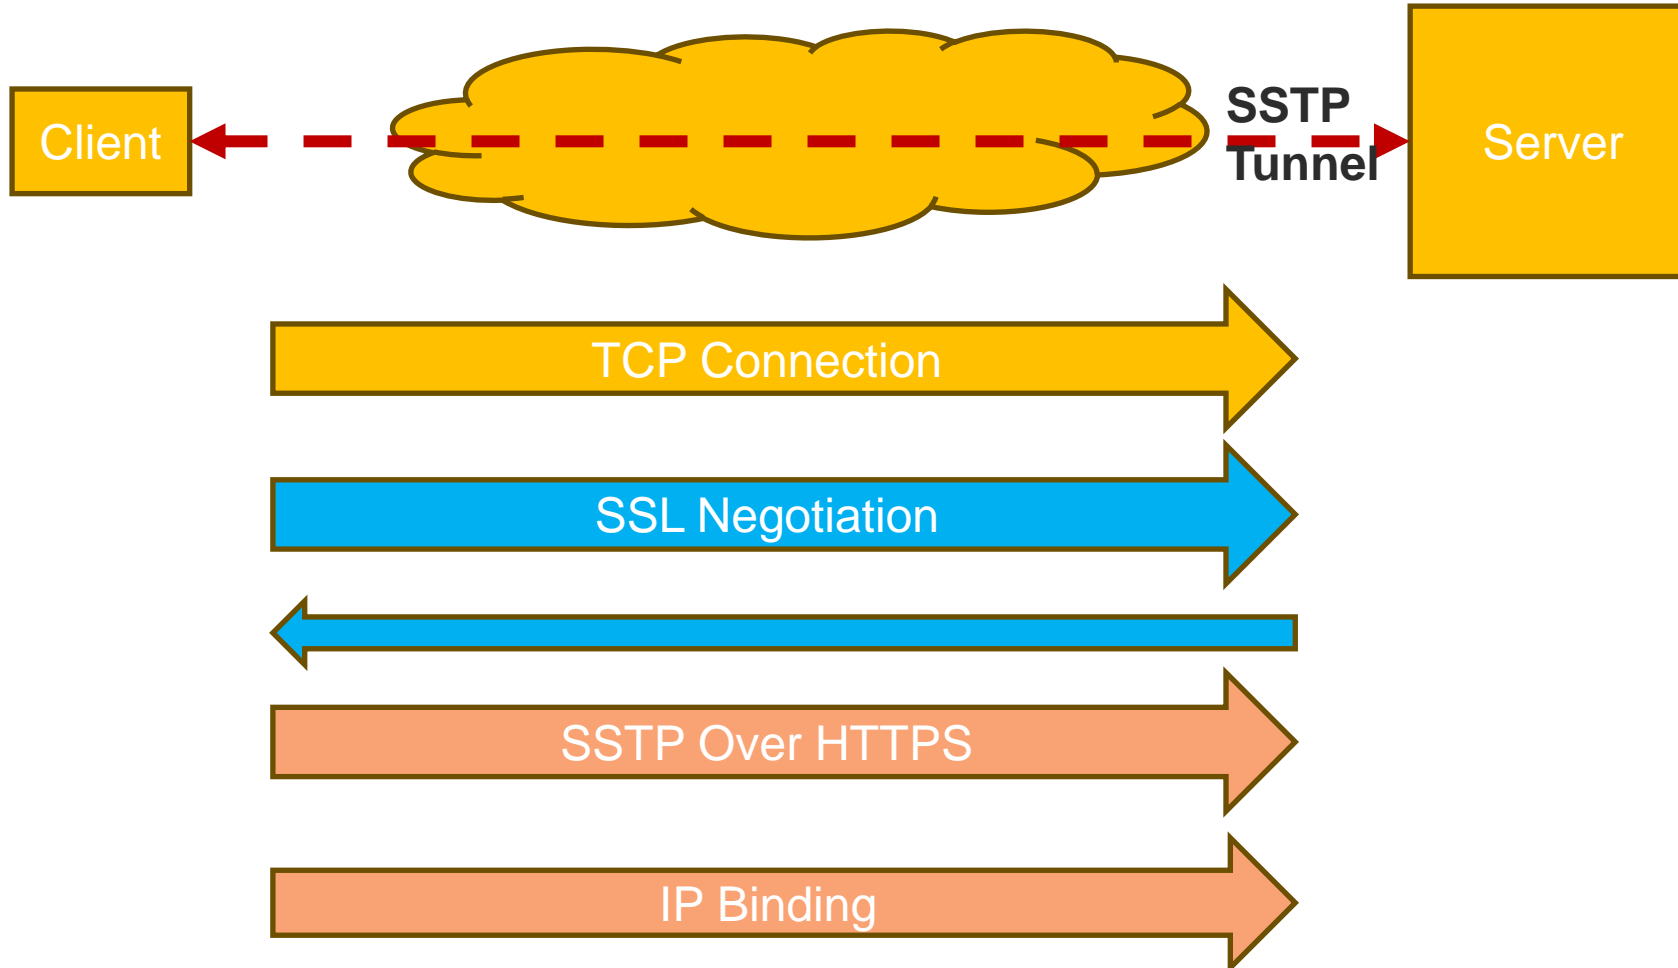 Client
SSTP
Tunnel
Server
TCP Connection
SSL Negotiation
SSTP Over HTTPS
IP Binding